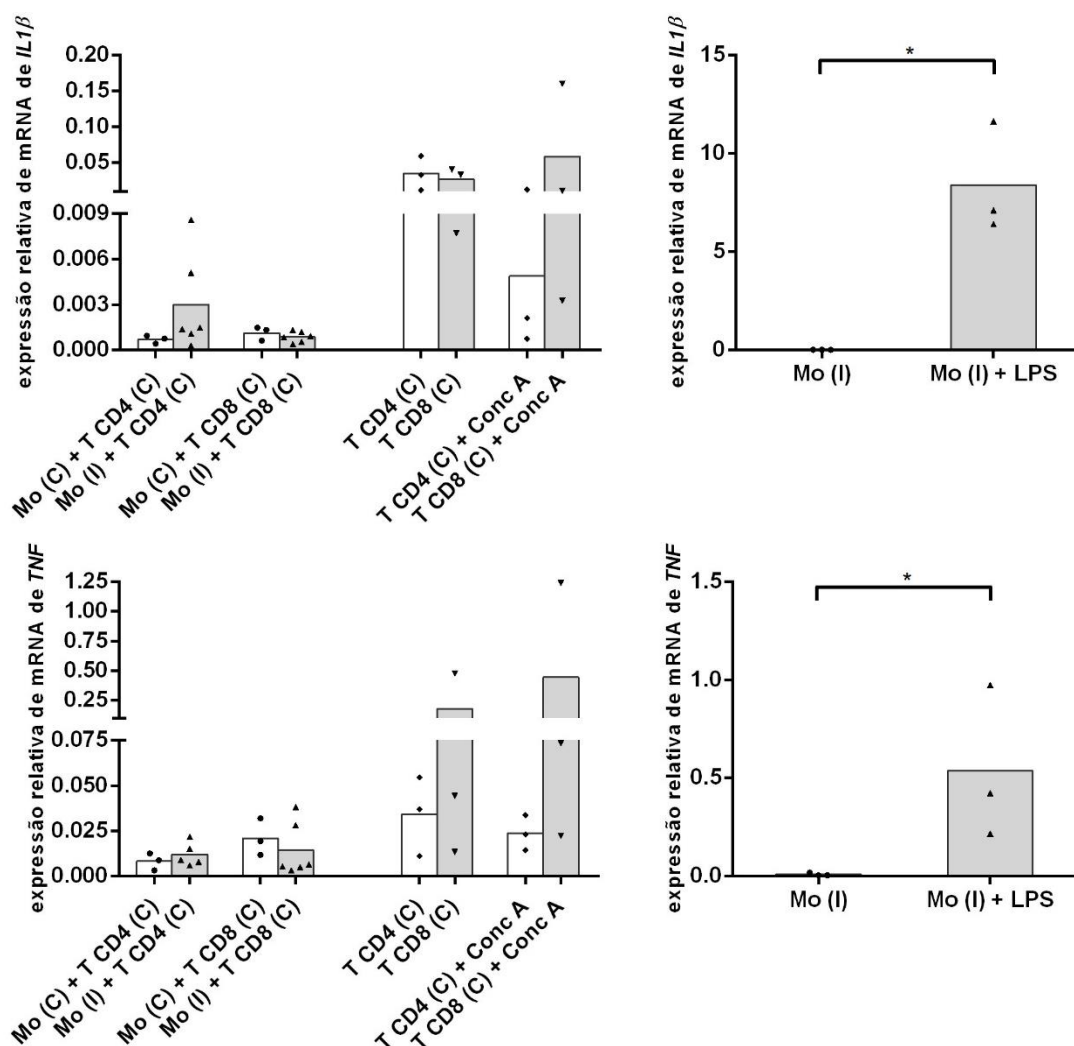 expressão relativa de mRNA de IL1β
0.20
0.15
0.10
0.05
0.009
0.006
0.003
0.000
Mo (C) + T CD4 (C)
Mo (I) + T CD4 (C)
Mo (C) + T CD8 (C)
Mo (I) + T CD8 (C)
T CD4 (C)
T CD8 (C)
T CD4 (C) + Conc A
T CD8 (C) + Conc A
expressão relativa de mRNA de IL1β
15
10
5
0
*
Mo (I)
Mo (I) + LPS
expressão relativa de mRNA de TNF
1.25
1.00
0.75
0.50
0.25
0.075
0.050
0.025
0.000
Mo (C) + T CD4 (C)
Mo (I) + T CD4 (C)
Mo (C) + T CD8 (C)
Mo (I) + T CD8 (C)
T CD4 (C)
T CD8 (C)
T CD4 (C) + Conc A
T CD8 (C) + Conc A
expressão relativa de mRNA de TNF
1.5
1.0
0.5
0.0
*
Mo (I)
Mo (I) + LPS